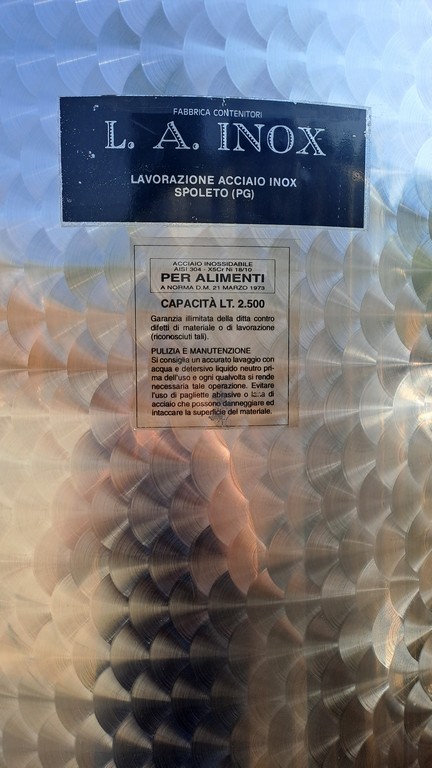 FABBRICA CONTENITORI
L. A. INOX
LAVORAZIONE ACCIAIO INOX
SPOLETO (PG)
ACCIAIO INOSSIDABILE
AISI 304 - X5Cr Ni 18/10
PER ALIMENTI
A NORMA D.M. 21 MARZO 1973
CAPACITÀ LT. 2.500
Garanzia illimitata della ditta contro
difetti di materiale o di lavorazione
(riconosciuti tali).
PULIZIA E MANUTENZIONE
Si consiglia un accurato lavaggio con
acqua e detersivo liquido neutro pri-
ma dell'uso e ogni qualvolta si rende
necessaria tale operazione. Evitare
l'uso di pagliette abrasive o lana di
acciaio che possono danneggiare ed
intaccare la superficie del materiale.